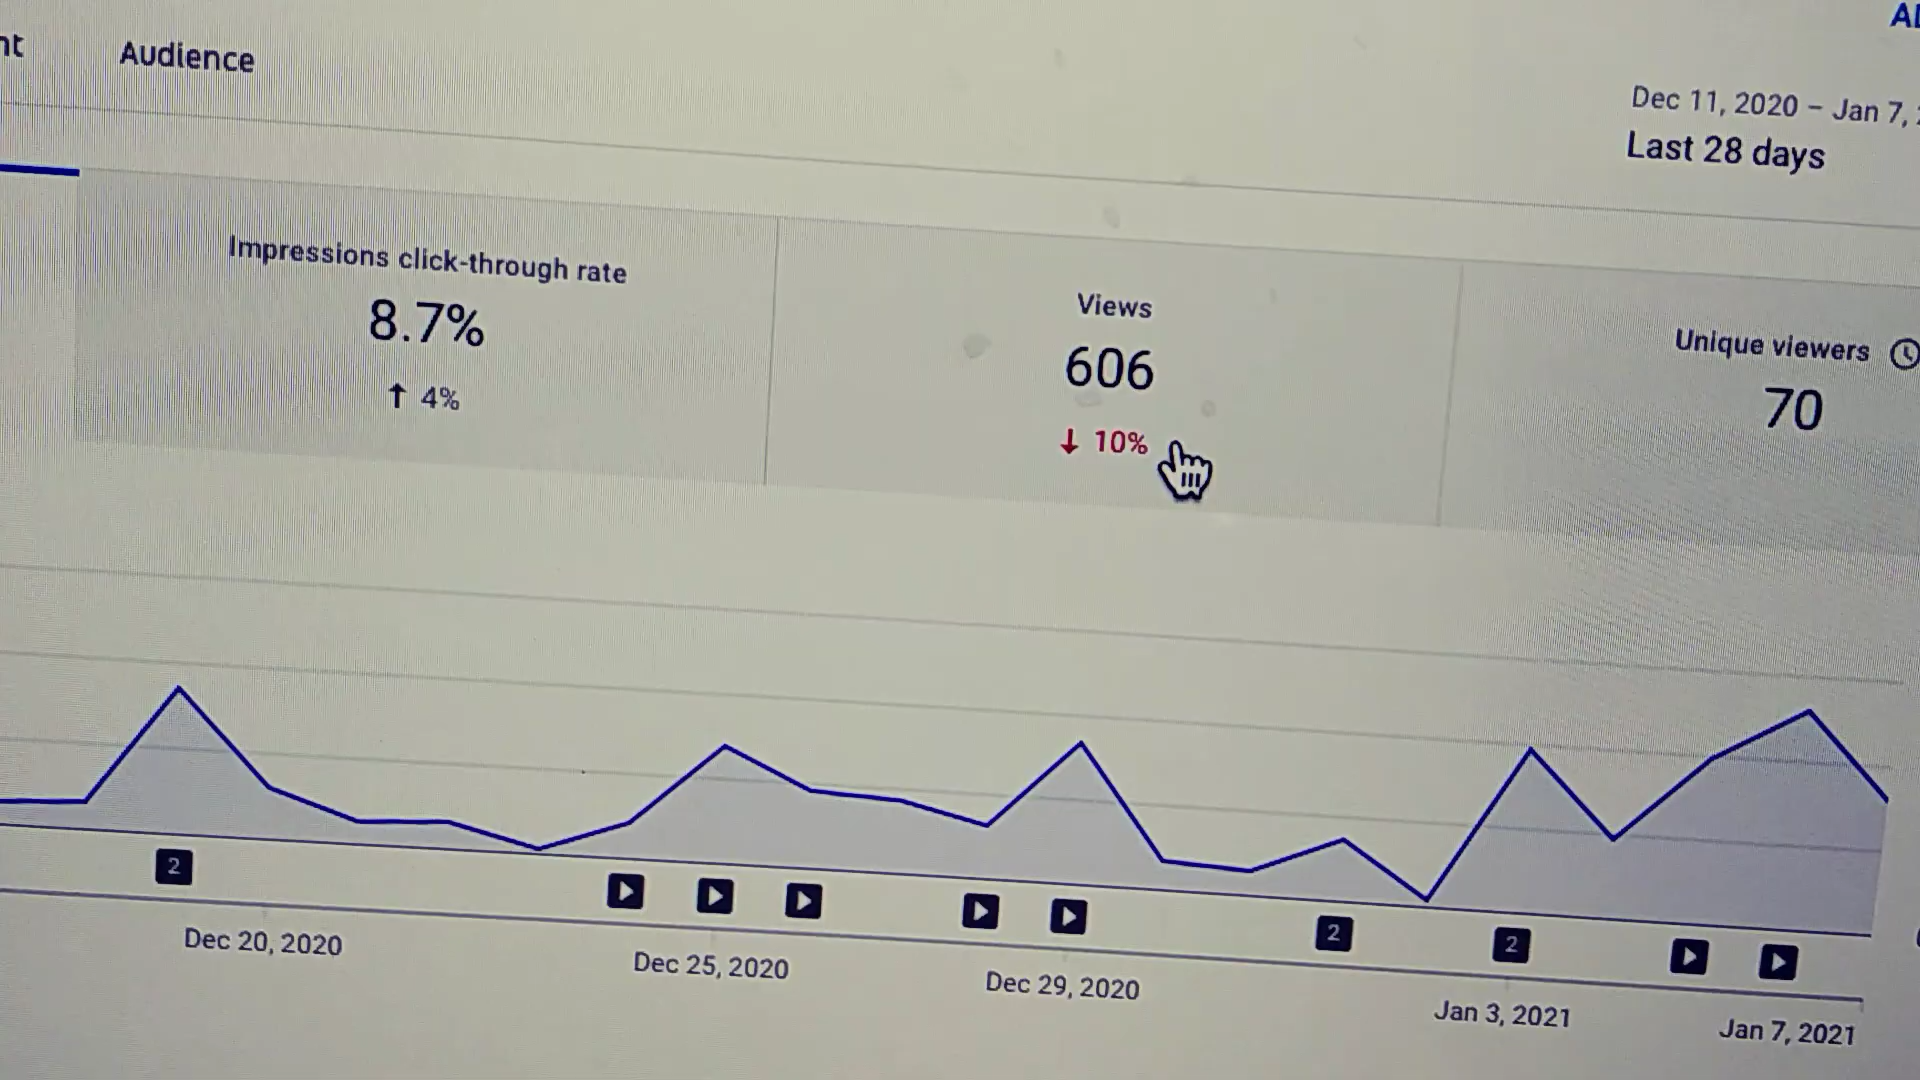 Audience
Dec 11, 2020 – Jan 7,
Last 28 days
Impressions click-through rate
8.7%
↑ 4%
Views
606
↓ 10%
Unique viewers
70
2
2
2
Dec 20, 2020
Dec 25, 2020
Dec 29, 2020
Jan 3, 2021
Jan 7, 2021